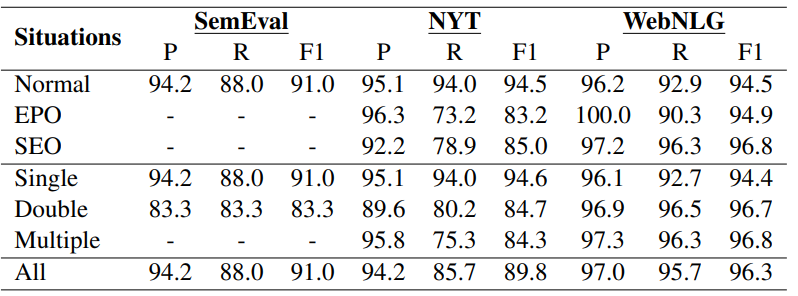 Situations SemEval NYT WebNLG
P R F1 P R F1 P R F1
Normal 94.2 88.0 91.0 95.1 94.0 94.5 96.2 92.9 94.5
EPO - - - 96.3 73.2 83.2 100.0 90.3 94.9
SEO - - - 92.2 78.9 85.0 97.2 96.3 96.8
Single 94.2 88.0 91.0 95.1 94.0 94.6 96.1 92.7 94.4
Double 83.3 83.3 83.3 89.6 80.2 84.7 96.9 96.5 96.7
Multiple - - - 95.8 75.3 84.3 97.3 96.3 96.8
All 94.2 88.0 91.0 94.2 85.7 89.8 97.0 95.7 96.3